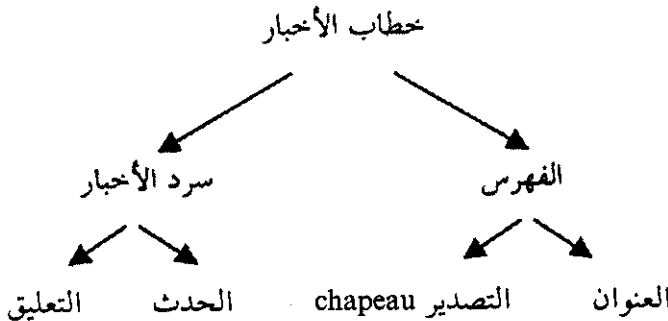 خطاب الأخبار
الفهرس سرد الأخبار
العنوان التصدير chapeau الحدث التعليق